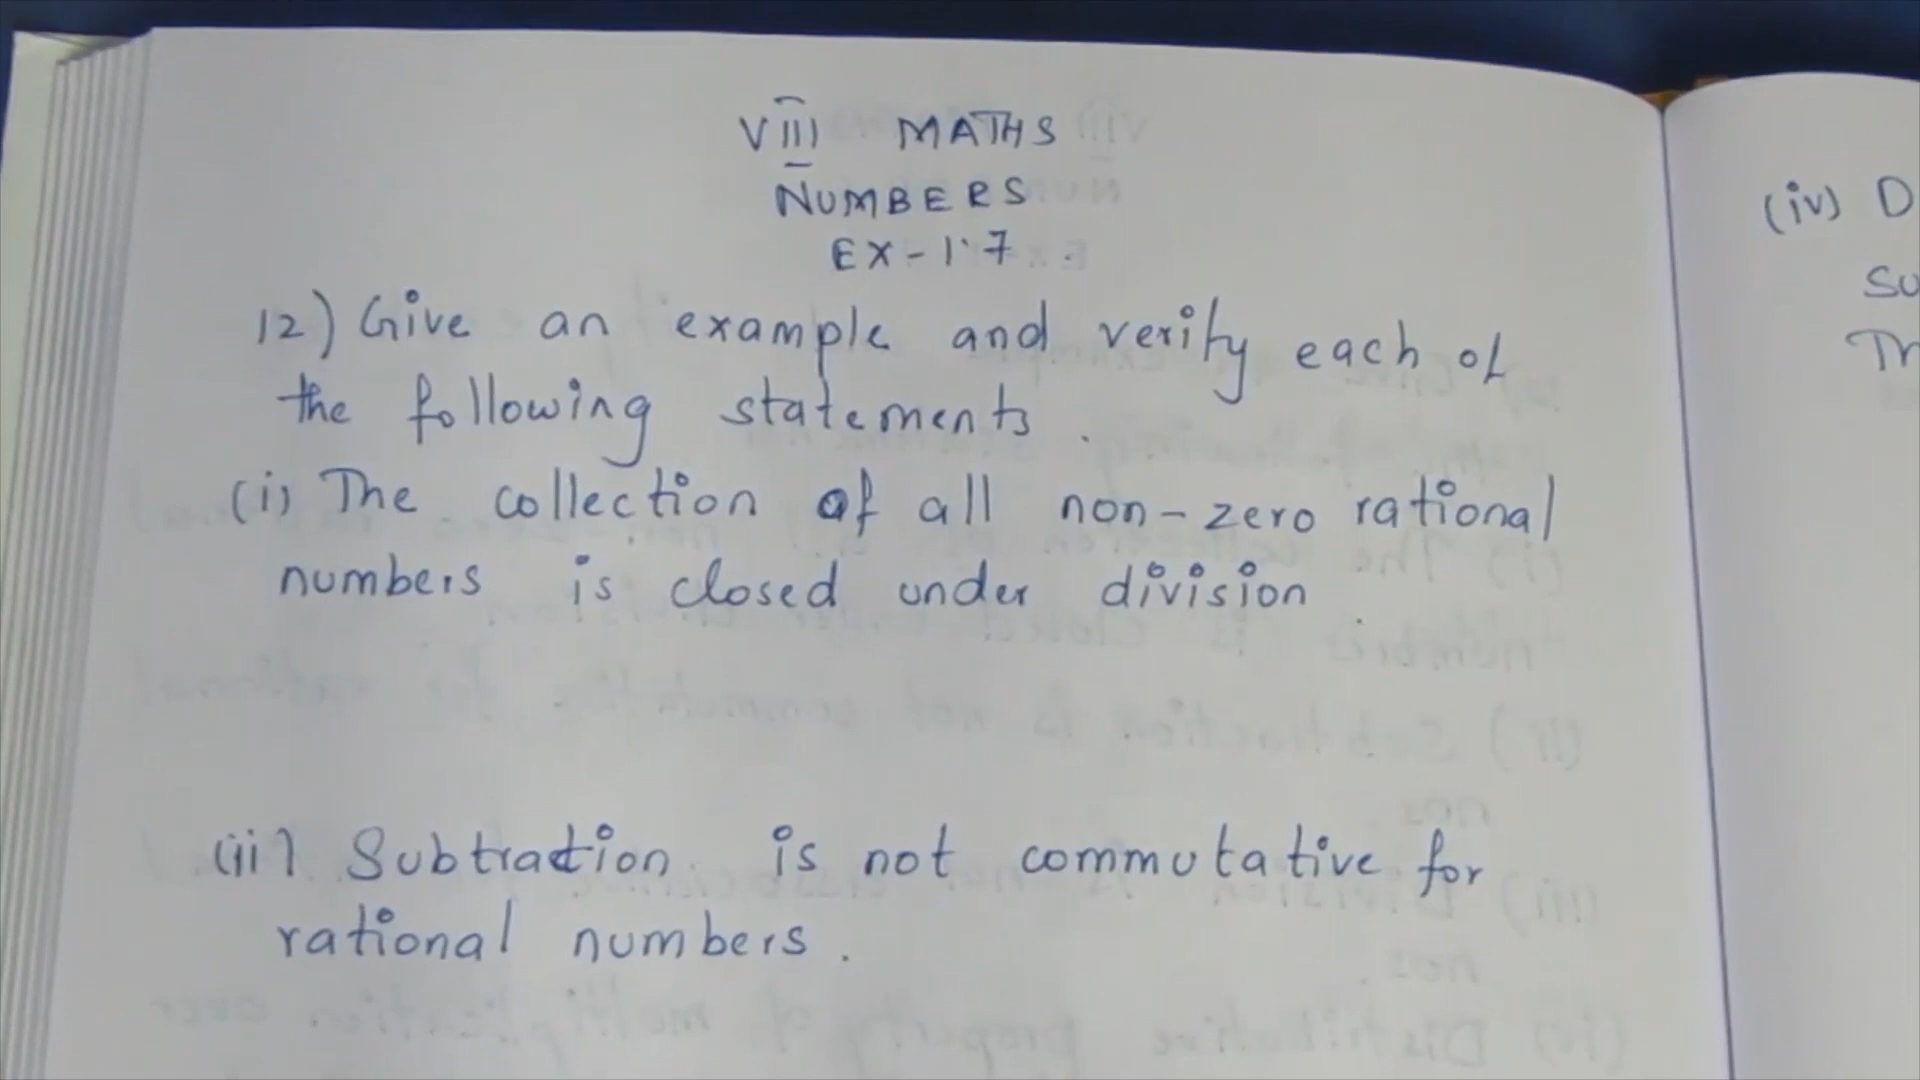 VIII MATHS
NUMBERS
EX-1.7
12) Give an example and verify each of
the following statements.
(i) The collection of all non-zero rational
numbers is closed under division.
(ii) Subtraction is not commutative for
rational numbers.
(iv) D
Su
Th